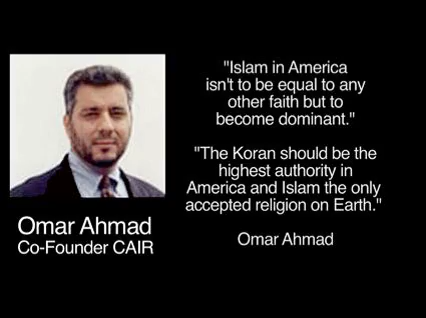 "Islam in America
isn't to be equal to any
other faith but to
become dominant."
"The Koran should be the
highest authority in
America and Islam the only
accepted religion on Earth."
Omar Ahmad
Omar Ahmad
Co-Founder CAIR